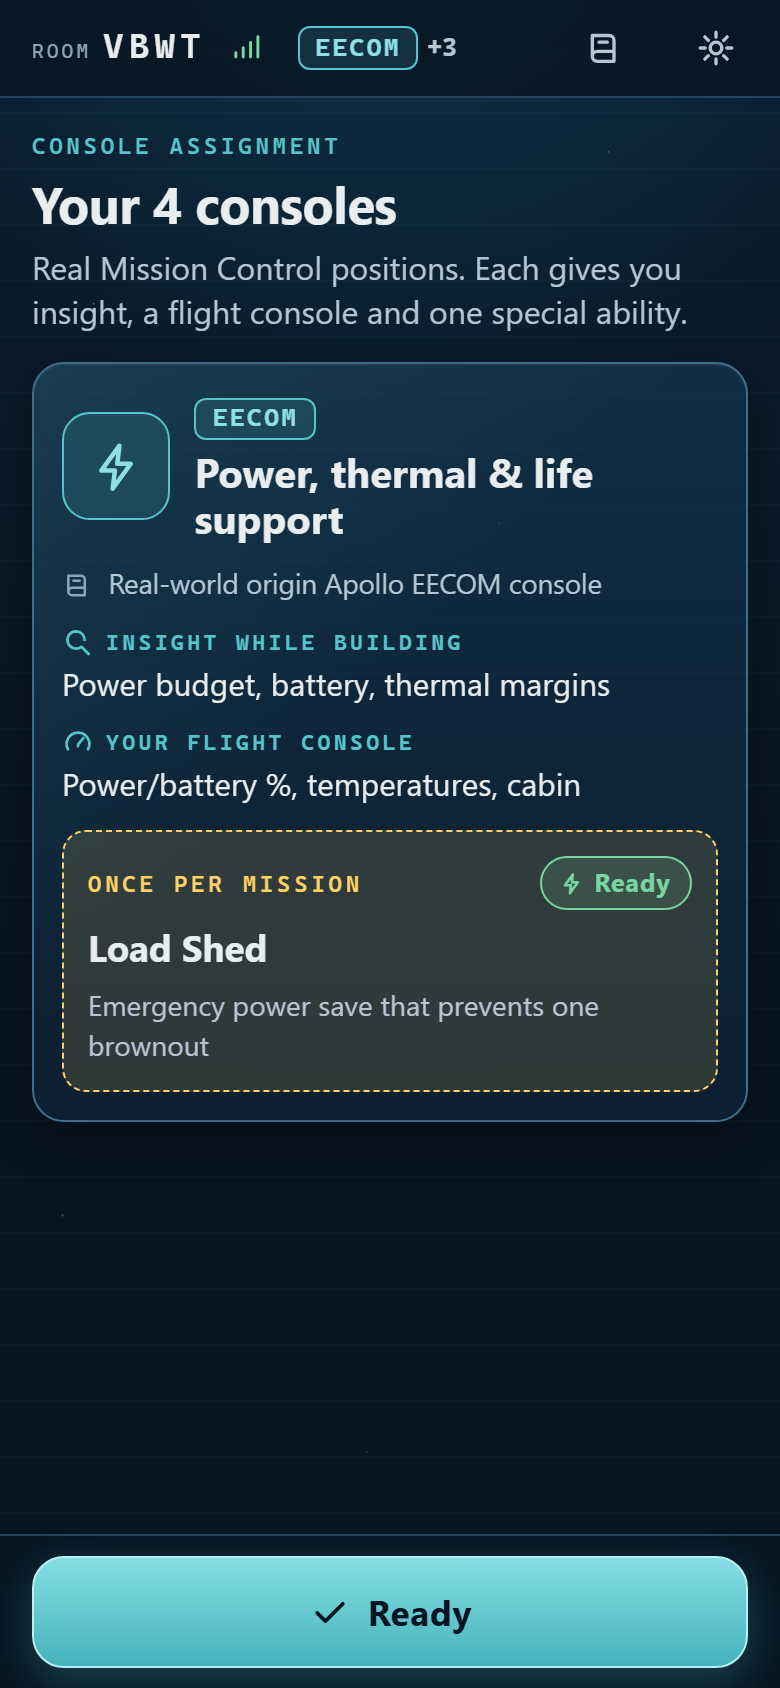 ROOM VBWT EECOM +3
CONSOLE ASSIGNMENT
Your 4 consoles
Real Mission Control positions. Each gives you
insight, a flight console and one special ability.
EECOM
Power, thermal & life
support
Real-world origin Apollo EECOM console
INSIGHT WHILE BUILDING
Power budget, battery, thermal margins
YOUR FLIGHT CONSOLE
Power/battery %, temperatures, cabin
ONCE PER MISSION Ready
Load Shed
Emergency power save that prevents one
brownout
Ready